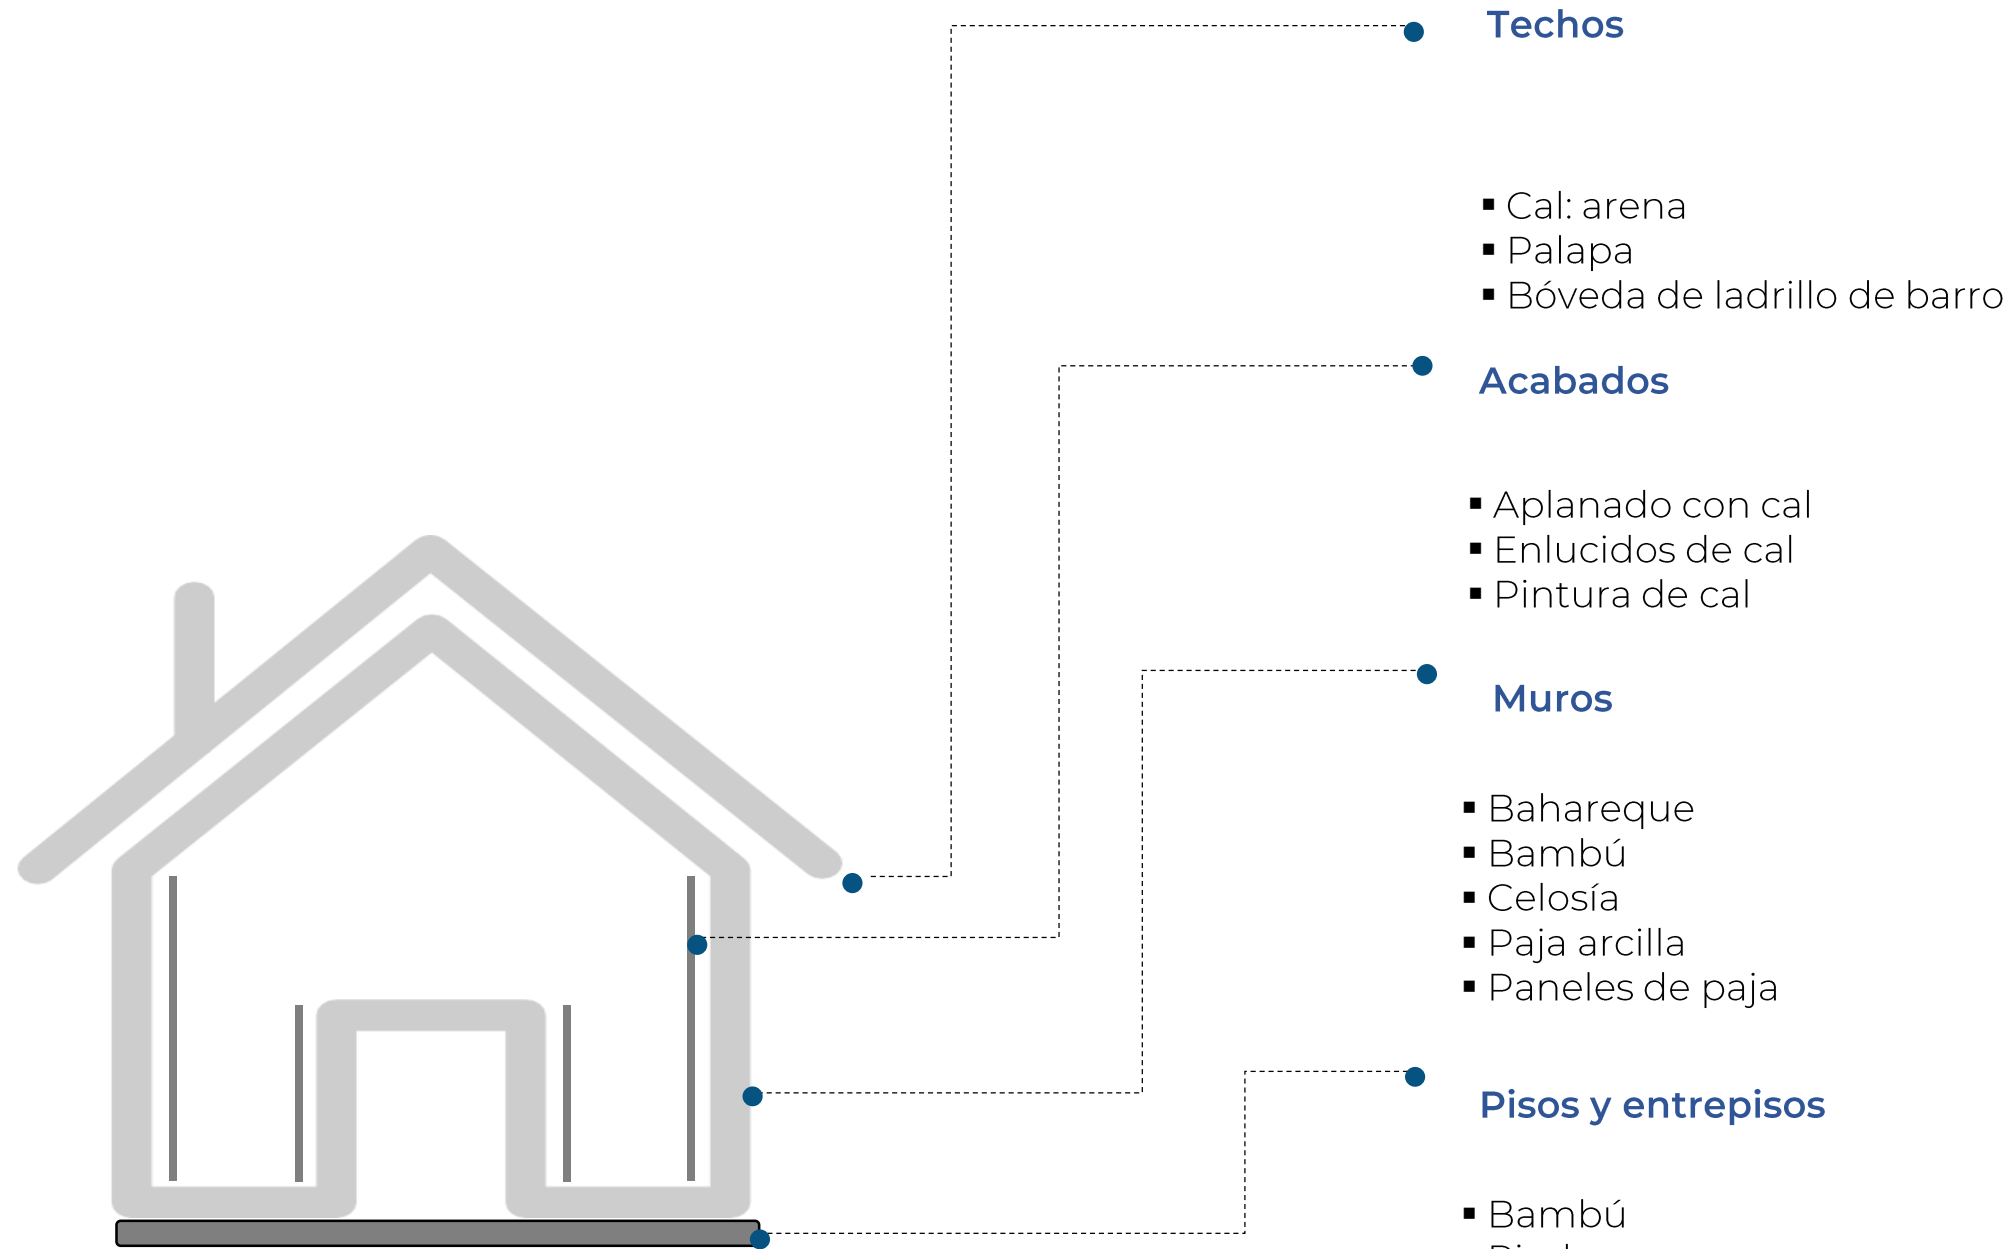 Techos
▪ Cal: arena
▪ Palapa
▪ Bóveda de ladrillo de barro
Acabados
▪ Aplanado con cal
▪ Enlucidos de cal
▪ Pintura de cal
Muros
▪ Bahareque
▪ Bambú
▪ Celosía
▪ Paja arcilla
▪ Paneles de paja
Pisos y entrepisos
▪ Bambú